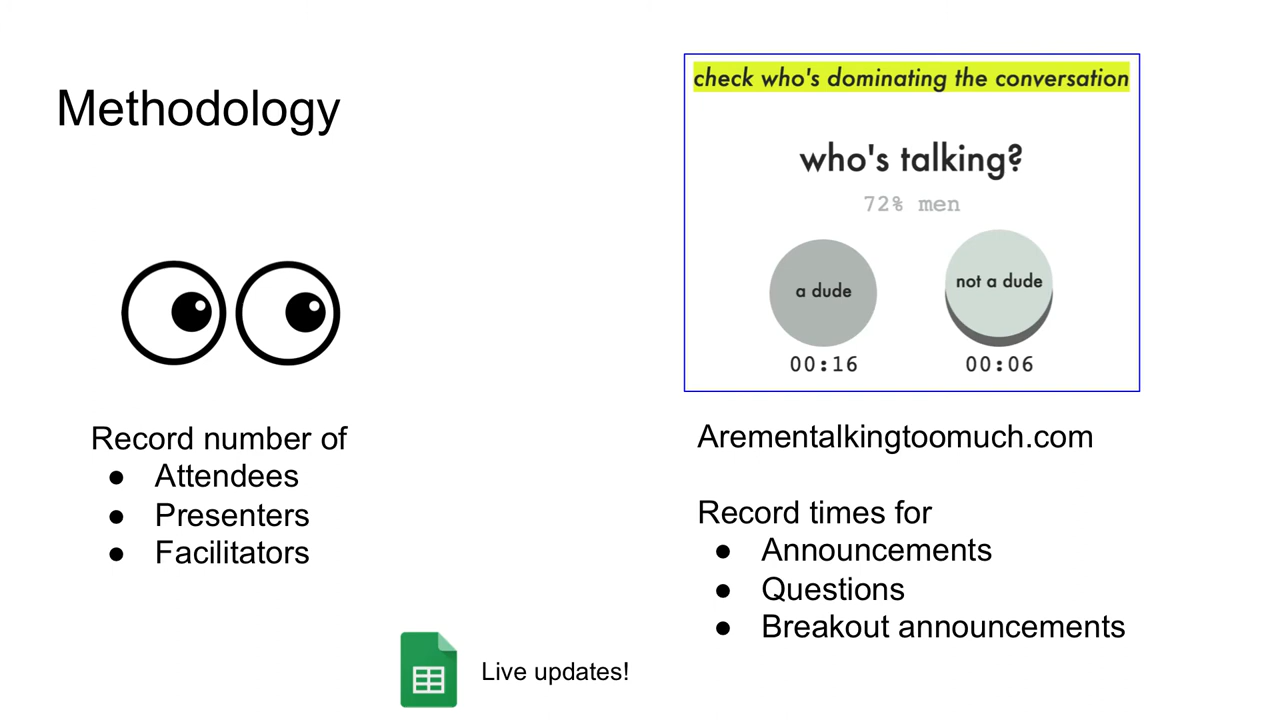 Methodology
Record number of
● Attendees
● Presenters
● Facilitators
check who's dominating the conversation
who's talking?
72% men
a dude
not a dude
00:16
00:06
Arementalkingtoomuch.com
Record times for
● Announcements
● Questions
● Breakout announcements
Live updates!